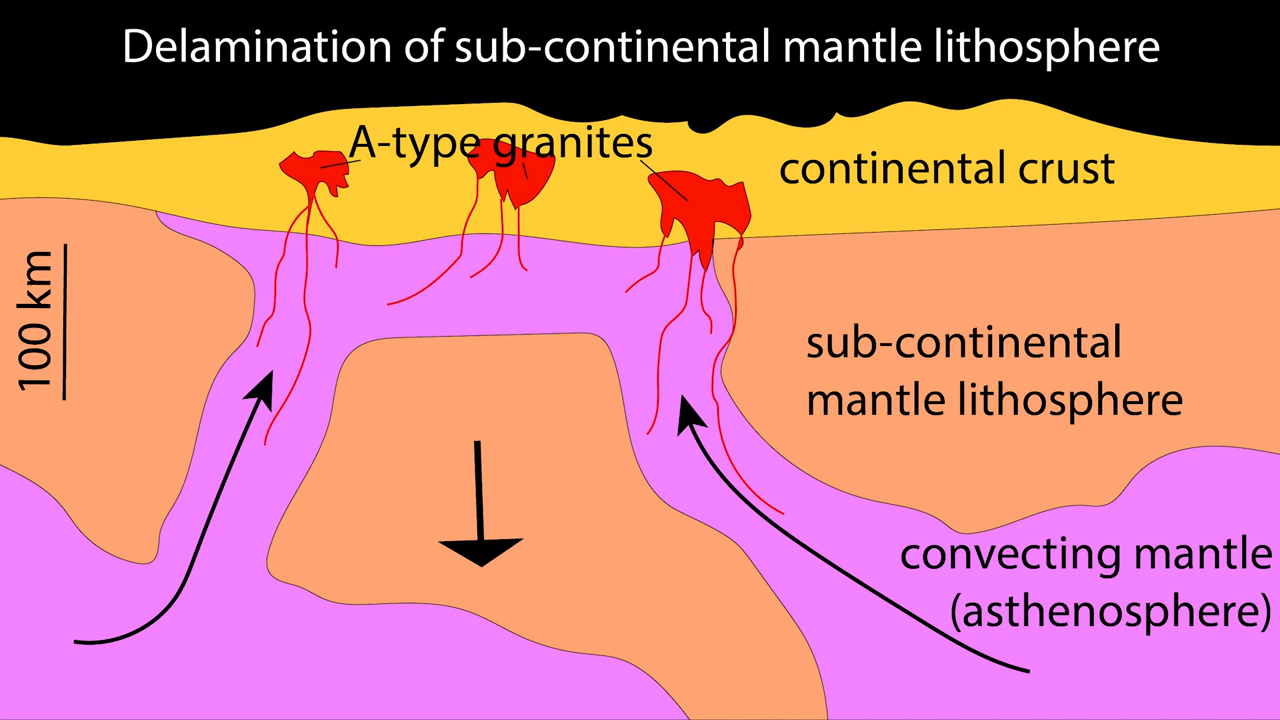 Delamination of sub-continental mantle lithosphere
A-type granites
continental crust
100 km
sub-continental
mantle lithosphere
convecting mantle
(asthenosphere)